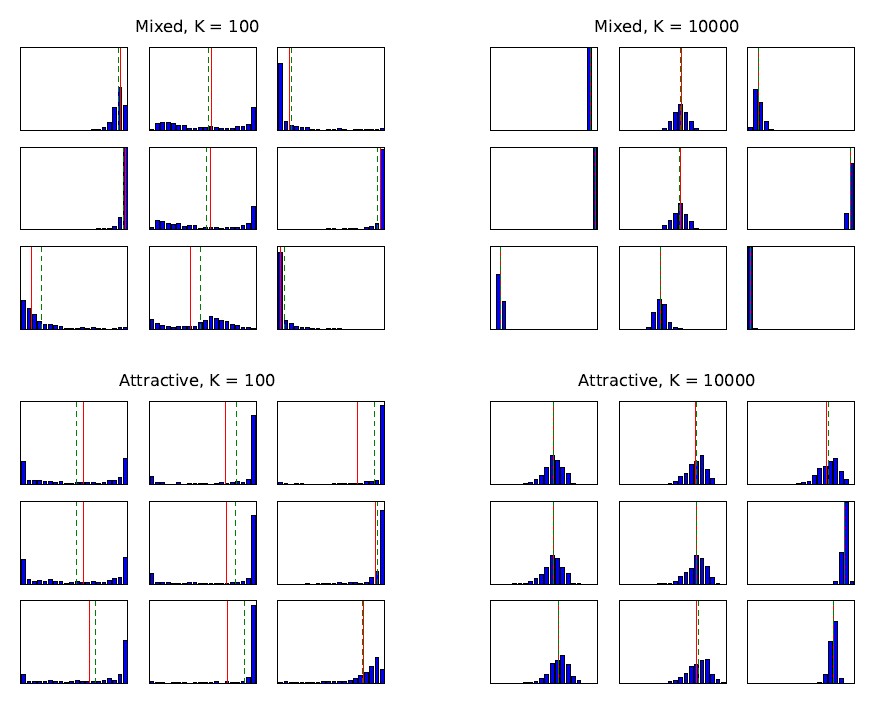 Mixed, K = 100
Mixed, K = 10000
Attractive, K = 100
Attractive, K = 10000